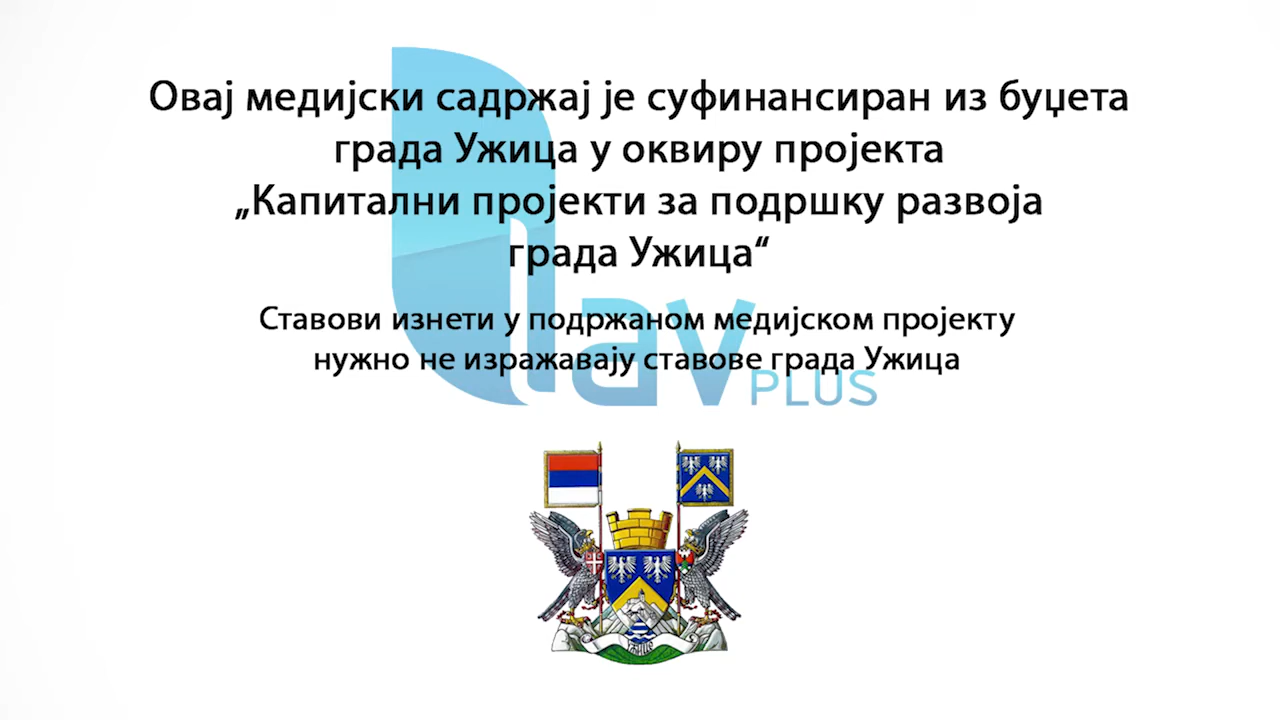 Овај медијски садржај је суфинансиран из буџета
града Ужица у оквиру пројекта
„Капитални пројекти за подршку развоја
града Ужица“
Ставови изнети у подржаном медијском пројекту
нужно не изражавају ставове града Ужица
lav
PLUS